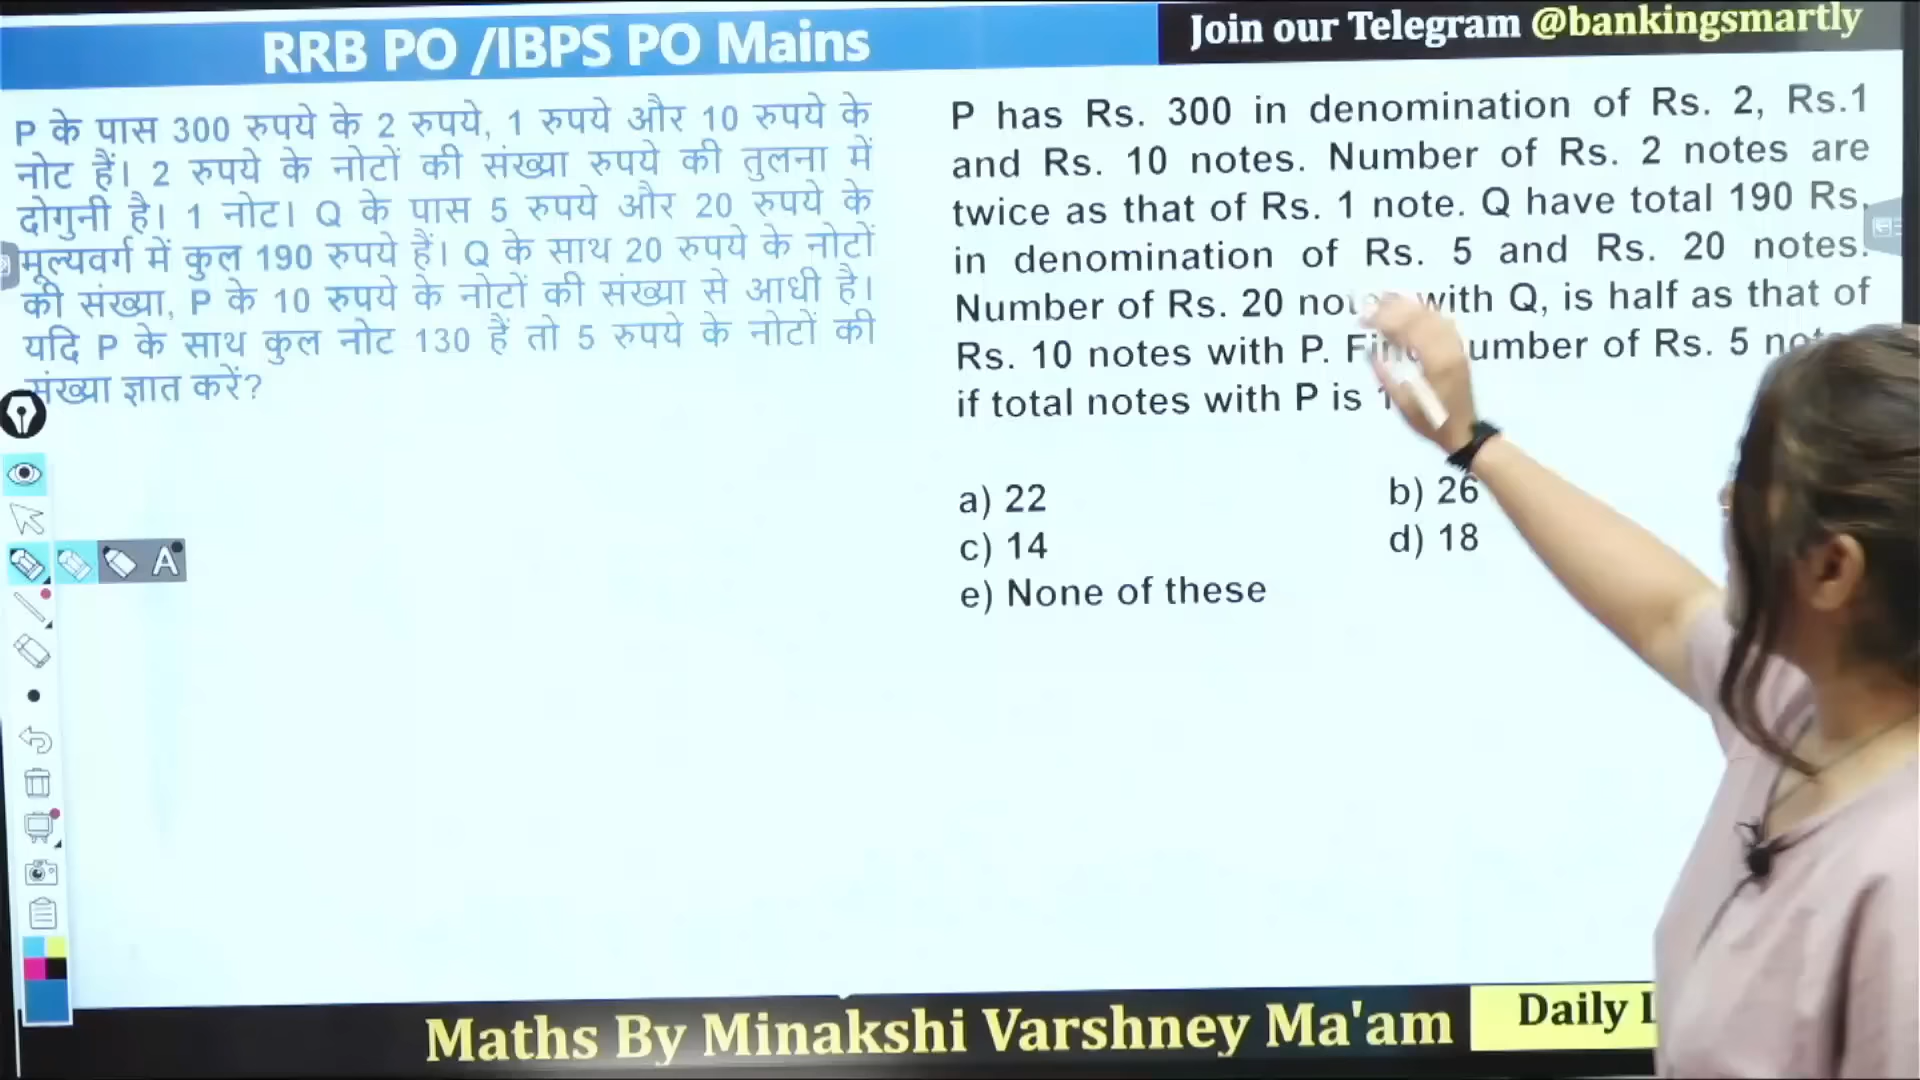 RRB PO /IBPS PO Mains
Join our Telegram @bankingsmartly
P के पास 300 रुपये के 2 रुपये, 1 रुपये और 10 रुपये के
नोट हैं। 2 रुपये के नोटों की संख्या रुपये की तुलना में
दोगुनी है। 1 नोट। Q के पास 5 रुपये और 20 रुपये के
मूल्यवर्ग में कुल 190 रुपये हैं। Q के साथ 20 रुपये के नोटों
की संख्या, P के 10 रुपये के नोटों की संख्या से आधी है।
यदि P के साथ कुल नोट 130 हैं तो 5 रुपये के नोटों की
संख्या ज्ञात करें?
P has Rs. 300 in denomination of Rs. 2, Rs.1
and Rs. 10 notes. Number of Rs. 2 notes are
twice as that of Rs. 1 note. Q have total 190 Rs.
in denomination of Rs. 5 and Rs. 20 notes.
Number of Rs. 20 with Q, is half as that of
Rs. 10 notes with P. number of Rs. 5
if total notes with P is
a) 22
b) 26
c) 14
d) 18
e) None of these
A
Maths By Minakshi Varshney Ma'am
Daily